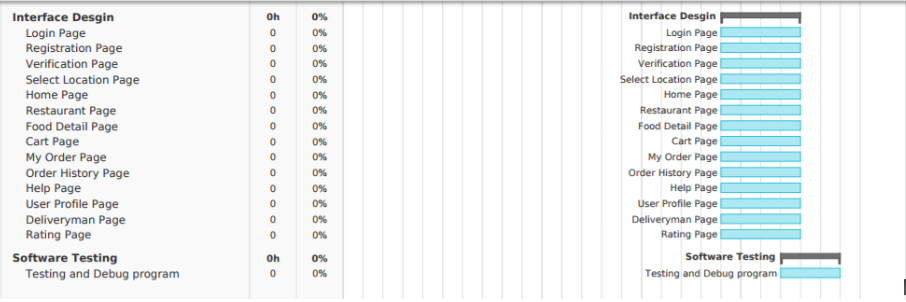 Interface Desgin 0h 0% Interface Desgin
Login Page 0 0% Login Page
Registration Page 0 0% Registration Page
Verification Page 0 0% Verification Page
Select Location Page 0 0% Select Location Page
Home Page 0 0% Home Page
Restaurant Page 0 0% Restaurant Page
Food Detail Page 0 0% Food Detail Page
Cart Page 0 0% Cart Page
My Order Page 0 0% My Order Page
Order History Page 0 0% Order History Page
Help Page 0 0% Help Page
User Profile Page 0 0% User Profile Page
Deliveryman Page 0 0% Deliveryman Page
Rating Page 0 0% Rating Page
Software Testing 0h 0% Software Testing
Testing and Debug program 0 0% Testing and Debug program